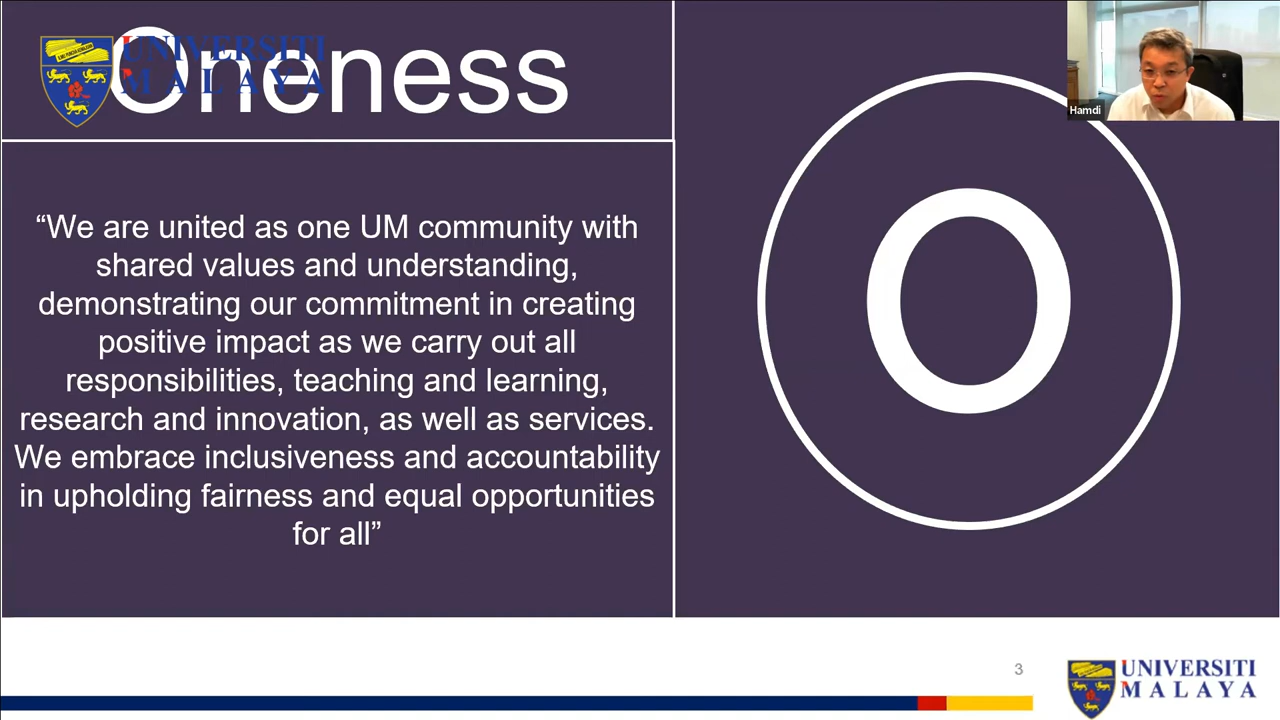 Oneness
UNIVERSITI
MALAYA
Hamdi
“We are united as one UM community with
shared values and understanding,
demonstrating our commitment in creating
positive impact as we carry out all
responsibilities, teaching and learning,
research and innovation, as well as services.
We embrace inclusiveness and accountability
in upholding fairness and equal opportunities
for all”
O
3
UNIVERSITI
MALAYA